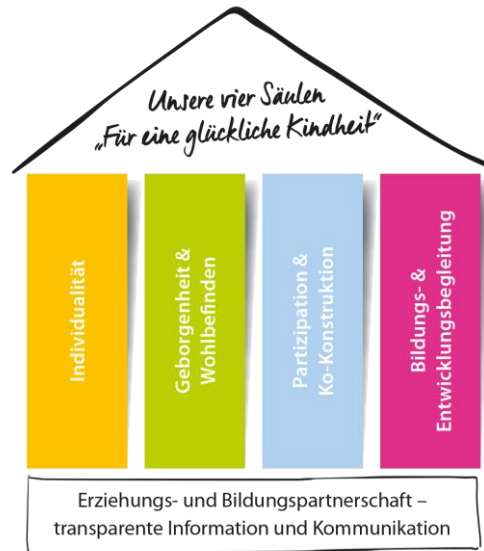 Unsere vier Säulen
„Für eine glückliche Kindheit“
Individualität
Geborgenheit &
Wohlbefinden
Partizipation &
Ko-Konstruktion
Bildungs- &
Entwicklungsbegleitung
Erziehungs- und Bildungspartnerschaft –
transparente Information und Kommunikation